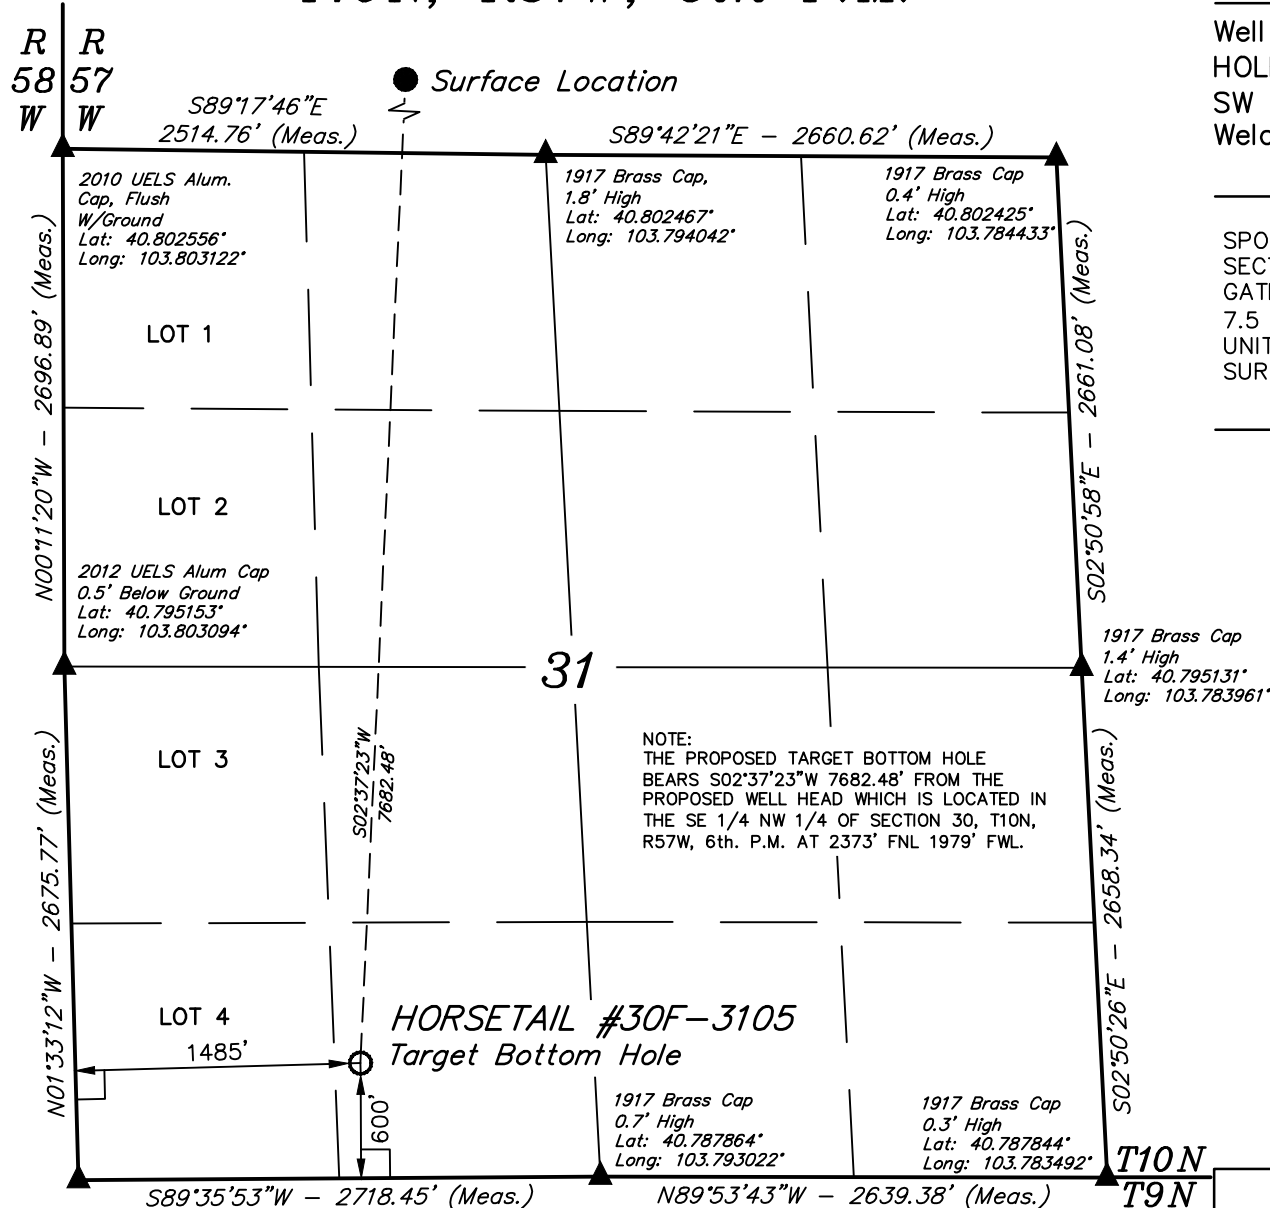 R R
58 57
W W
Surface Location
S89°17'46"E
2514.76' (Meas.)
S89°42'21"E - 2660.62' (Meas.)
2010 UELS Alum.
Cap, Flush
W/Ground
Lat: 40.802556°
Long: 103.803122°
1917 Brass Cap,
1.8' High
Lat: 40.802467°
Long: 103.794042°
1917 Brass Cap
0.4' High
Lat: 40.802425°
Long: 103.784433°
N00°11'20"W - 2696.89' (Meas.)
S02°50'58"E - 2661.08' (Meas.)
LOT 1
LOT 2
2012 UELS Alum Cap
0.5' Below Ground
Lat: 40.795153°
Long: 103.803094°
31
1917 Brass Cap
1.4' High
Lat: 40.795131°
Long: 103.783961°
LOT 3
S02°37'23"W
7682.48'
NOTE:
THE PROPOSED TARGET BOTTOM HOLE
BEARS S02°37'23"W 7682.48' FROM THE
PROPOSED WELL HEAD WHICH IS LOCATED IN
THE SE 1/4 NW 1/4 OF SECTION 30, T10N,
R57W, 6th. P.M. AT 2373' FNL 1979' FWL.
N01°33'12"W - 2675.77' (Meas.)
S02°50'26"E - 2658.34' (Meas.)
LOT 4
1485'
HORSETAIL #30F-3105
Target Bottom Hole
600'
1917 Brass Cap
0.7' High
Lat: 40.787864°
Long: 103.793022°
1917 Brass Cap
0.3' High
Lat: 40.787844°
Long: 103.783492°
T10N
T9N
S89°35'53"W - 2718.45' (Meas.)
N89°53'43"W - 2639.38' (Meas.)
Well
SW
7.5